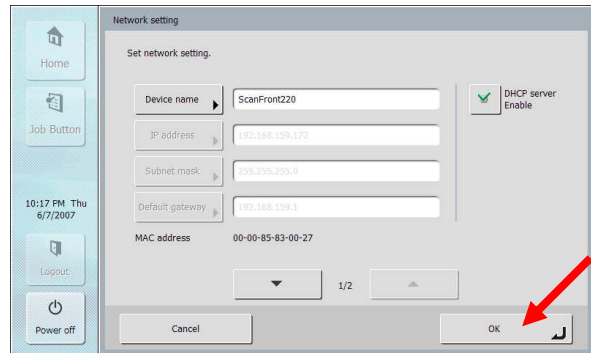 Network setting
Home
Job Button
10:17 PM Thu
6/7/2007
Logout
Power off
Set network setting.
Device name
ScanFront220
DHCP server
Enable
IP address
192.168.159.172
Subnet mask
255.255.255.0
Default gateway
192.168.159.1
MAC address
00-00-85-83-00-27
1/2
Cancel
OK